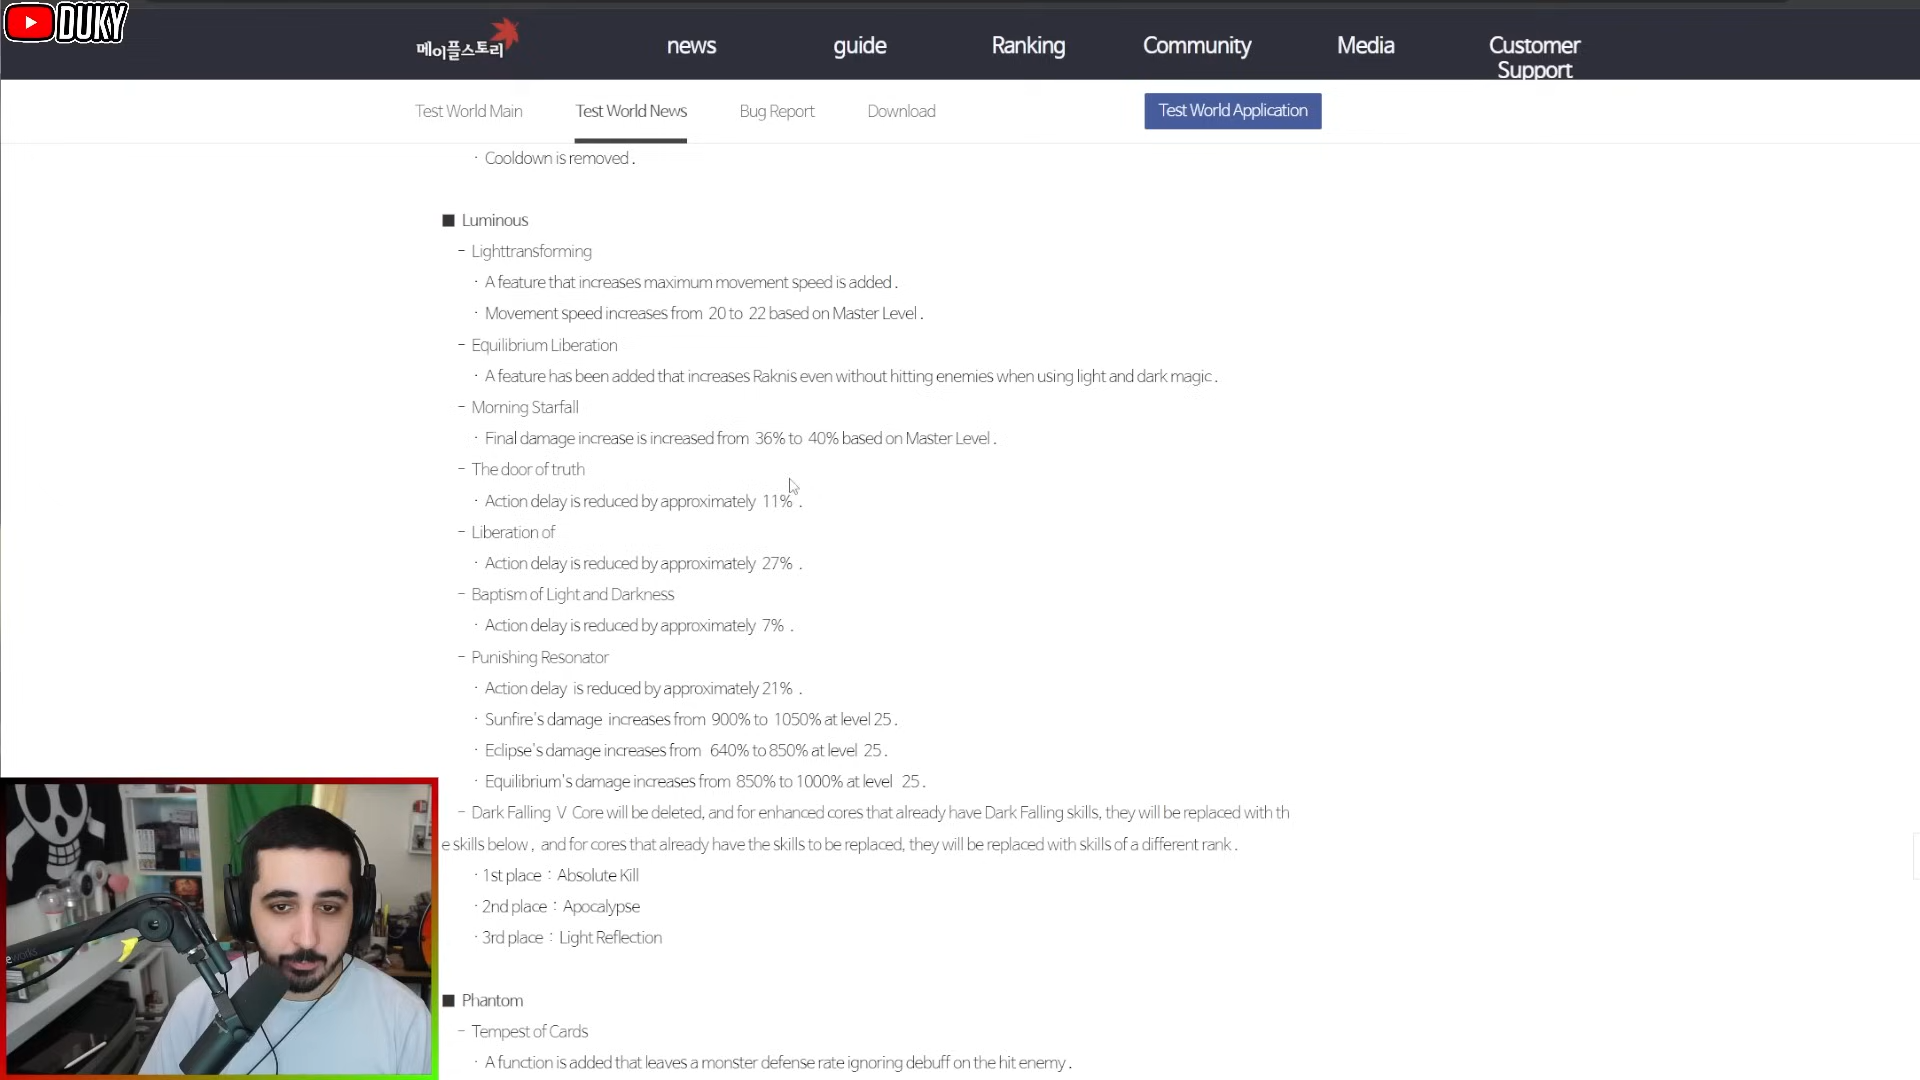 DUKY
메이플스토리
news
guide
Ranking
Community
Media
Customer
Support
Test World Main
Test World News
Bug Report
Download
Test World Application
· Cooldown is removed .
■ Luminous
- Lighttransforming
· A feature that increases maximum movement speed is added .
· Movement speed increases from 20 to 22 based on Master Level .
- Equilibrium Liberation
· A feature has been added that increases Raknis even without hitting enemies when using light and dark magic .
- Morning Starfall
· Final damage increase is increased from 36% to 40% based on Master Level .
- The door of truth
· Action delay is reduced by approximately 11% .
- Liberation of
· Action delay is reduced by approximately 27% .
- Baptism of Light and Darkness
· Action delay is reduced by approximately 7% .
- Punishing Resonator
· Action delay is reduced by approximately 21% .
· Sunfire's damage increases from 900% to 1050% at level 25 .
· Eclipse's damage increases from 640% to 850% at level 25 .
· Equilibrium's damage increases from 850% to 1000% at level 25 .
- Dark Falling V Core will be deleted, and for enhanced cores that already have Dark Falling skills, they will be replaced with th
e skills below , and for cores that already have the skills to be replaced, they will be replaced with skills of a different rank .
· 1st place : Absolute Kill
· 2nd place : Apocalypse
· 3rd place : Light Reflection
■ Phantom
- Tempest of Cards
· A function is added that leaves a monster defense rate ignoring debuff on the hit enemy .